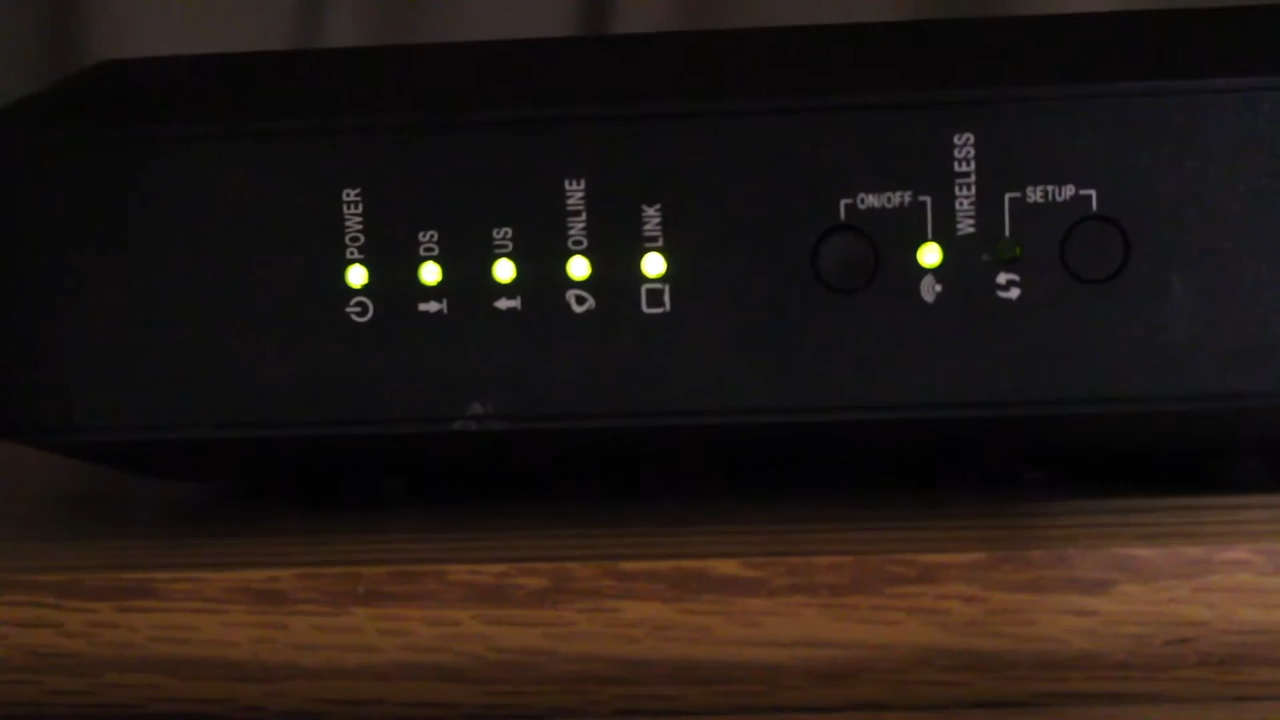 POWER
DS
US
ONLINE
LINK
ON/OFF
WIRELESS
SETUP